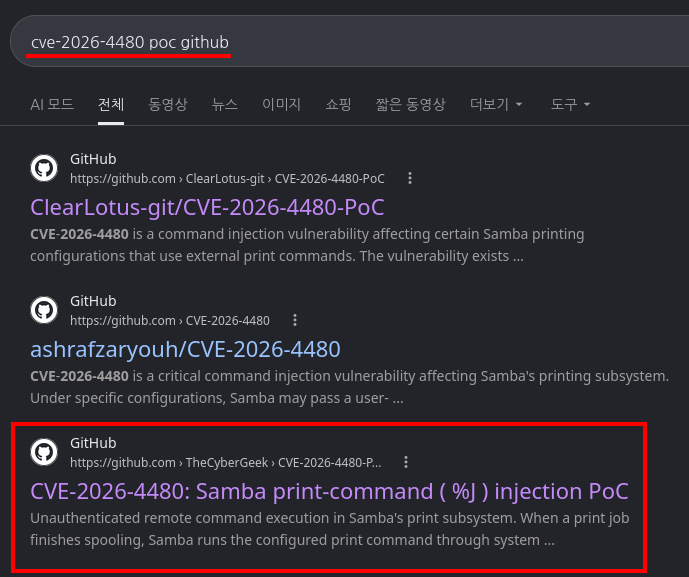 cve-2026-4480 poc github
AI 모드 전체 동영상 뉴스 이미지 쇼핑 짧은 동영상 더보기 도구
GitHub
https://github.com › ClearLotus-git › CVE-2026-4480-PoC
ClearLotus-git/CVE-2026-4480-PoC
CVE-2026-4480 is a command injection vulnerability affecting certain Samba printing
configurations that use external print commands. The vulnerability exists ...
GitHub
https://github.com › CVE-2026-4480
ashrafzaryouh/CVE-2026-4480
CVE-2026-4480 is a critical command injection vulnerability affecting Samba's printing subsystem.
Under specific configurations, Samba may pass a user- ...
GitHub
https://github.com › TheCyberGeek › CVE-2026-4480-P...
CVE-2026-4480: Samba print-command ( %J ) injection PoC
Unauthenticated remote command execution in Samba's print subsystem. When a print job
finishes spooling, Samba runs the configured print command through system ...